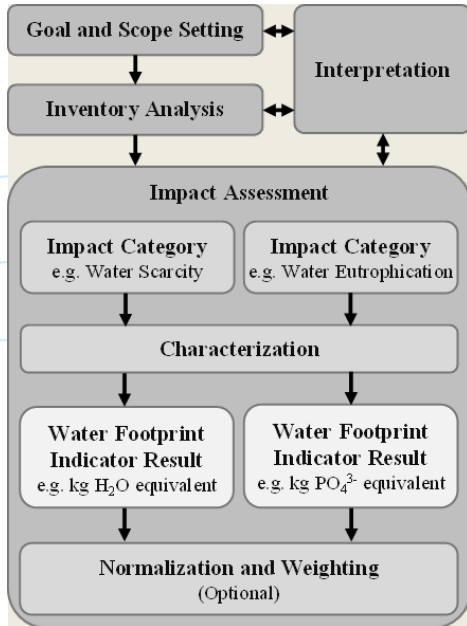 Goal and Scope Setting
Interpretation
Inventory Analysis
Impact Assessment
Impact Category
e.g. Water Scarcity
Impact Category
e.g. Water Eutrophication
Characterization
Water Footprint
Indicator Result
e.g. kg H₂O equivalent
Water Footprint
Indicator Result
e.g. kg PO₄³⁻ equivalent
Normalization and Weighting
(Optional)